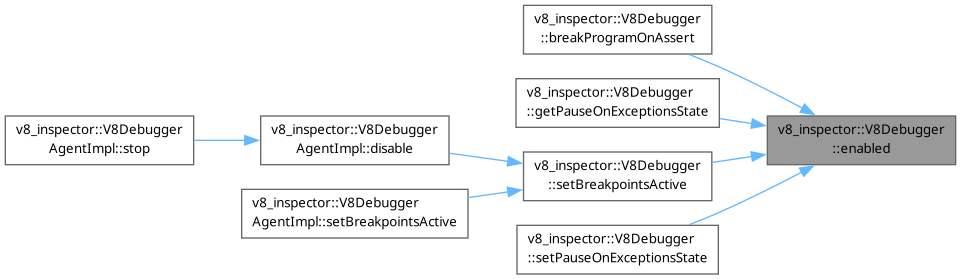 v8_inspector::V8Debugger
::breakProgramOnAssert
v8_inspector::V8Debugger
::getPauseOnExceptionsState
v8_inspector::V8Debugger
AgentImpl::stop
v8_inspector::V8Debugger
AgentImpl::disable
v8_inspector::V8Debugger
::enabled
v8_inspector::V8Debugger
::setBreakpointsActive
v8_inspector::V8Debugger
AgentImpl::setBreakpointsActive
v8_inspector::V8Debugger
::setPauseOnExceptionsState